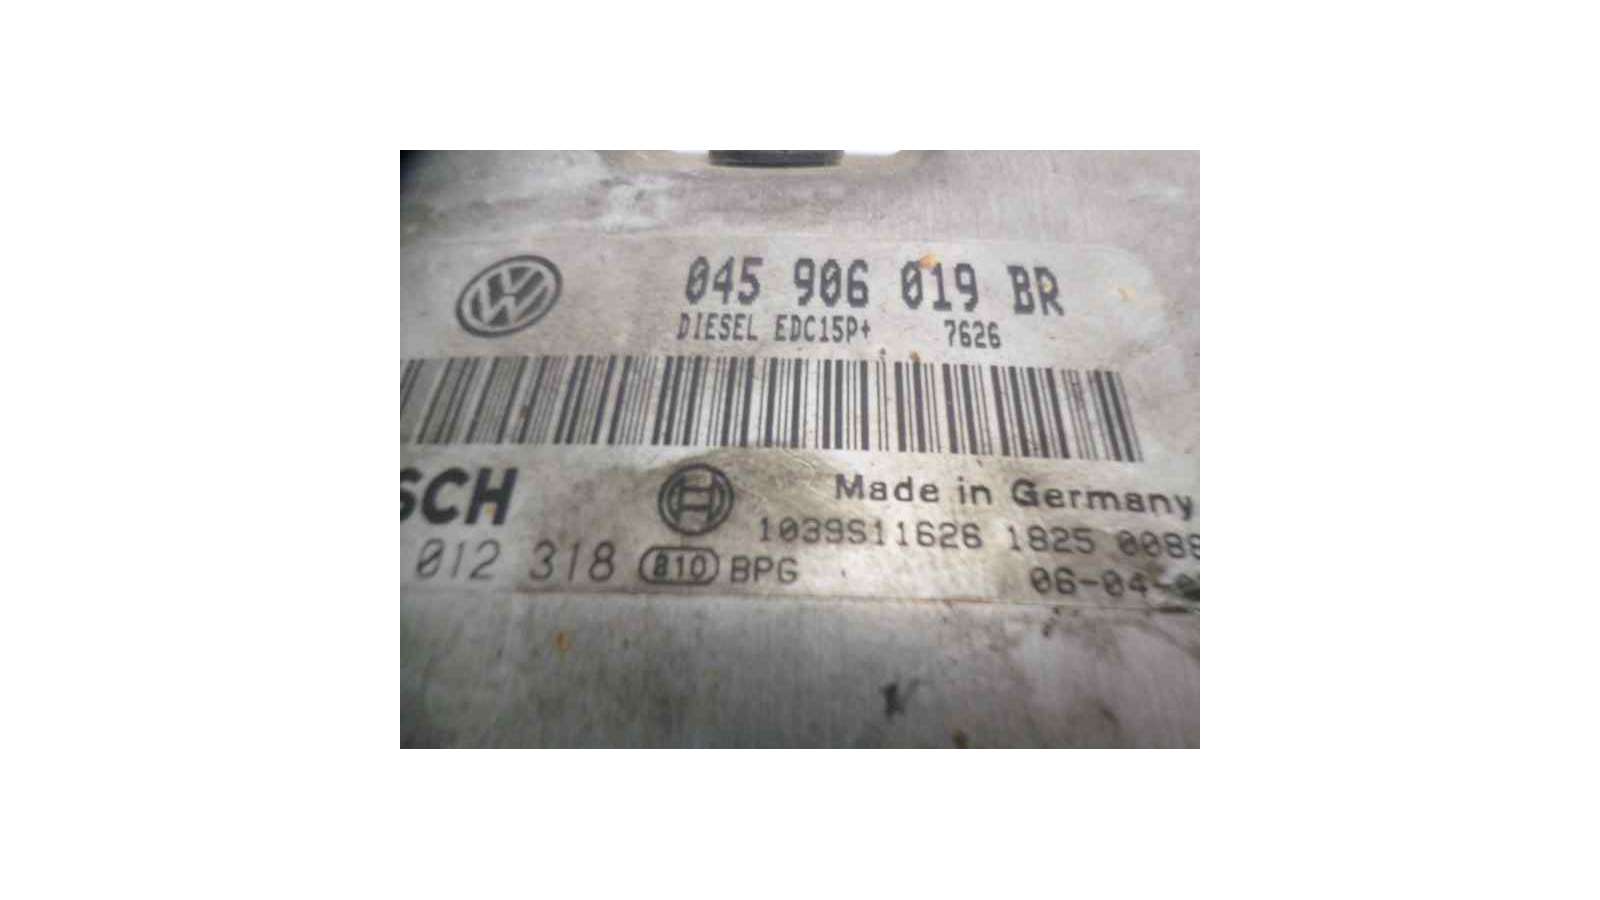 045 906 019 BR
DIESEL EDC15P+ 7626
SCH
Made in Germany
1039S11626 1825 0088
012 318 810 BPG
06-04-